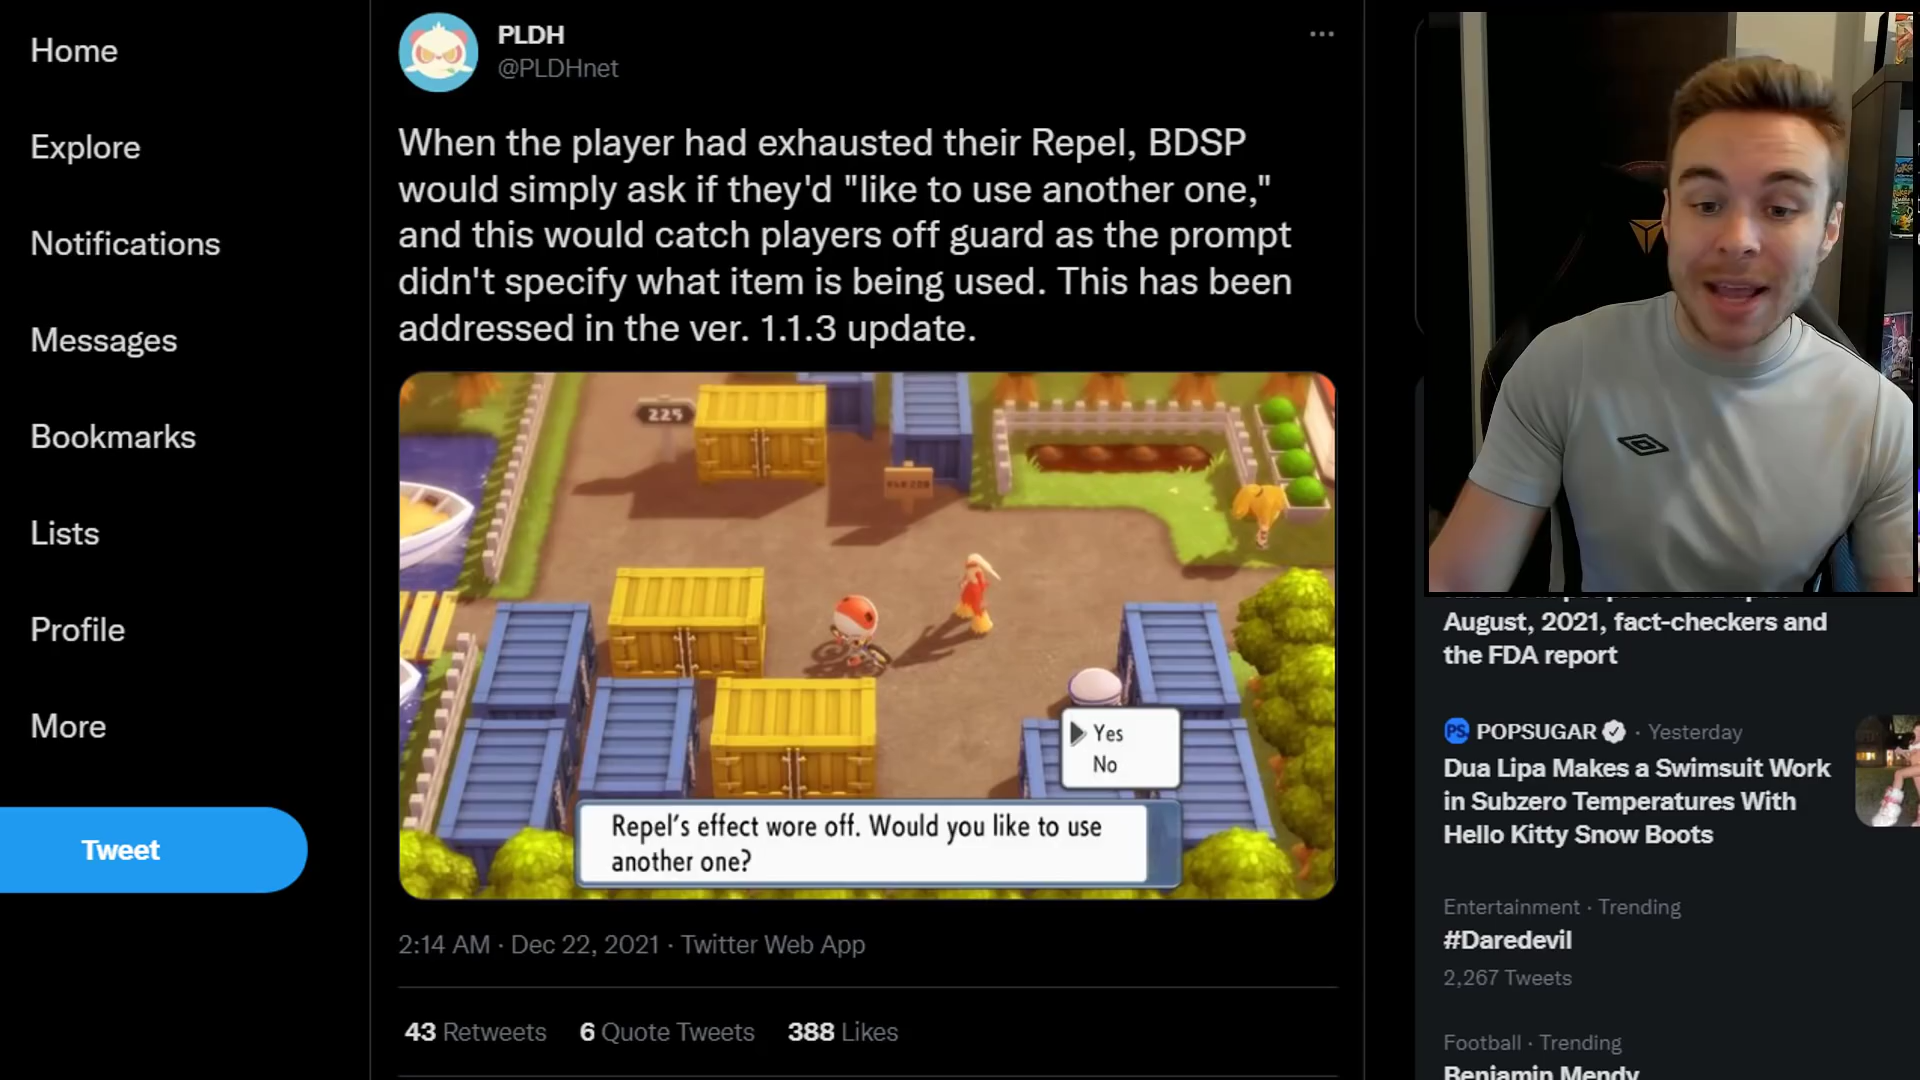 Home
Explore
Notifications
Messages
Bookmarks
Lists
Profile
More
Tweet
PLDH
@PLDHnet
When the player had exhausted their Repel, BDSP
would simply ask if they'd "like to use another one,"
and this would catch players off guard as the prompt
didn't specify what item is being used. This has been
addressed in the ver. 1.1.3 update.
225
Yes
No
Repel's effect wore off. Would you like to use
another one?
2:14 AM · Dec 22, 2021 · Twitter Web App
43 Retweets 6 Quote Tweets 388 Likes
August, 2021, fact-checkers and
the FDA report
PS POPSUGAR · Yesterday
Dua Lipa Makes a Swimsuit Work
in Subzero Temperatures With
Hello Kitty Snow Boots
Entertainment · Trending
#Daredevil
2,267 Tweets
Football · Trending
Benjamin Mendy